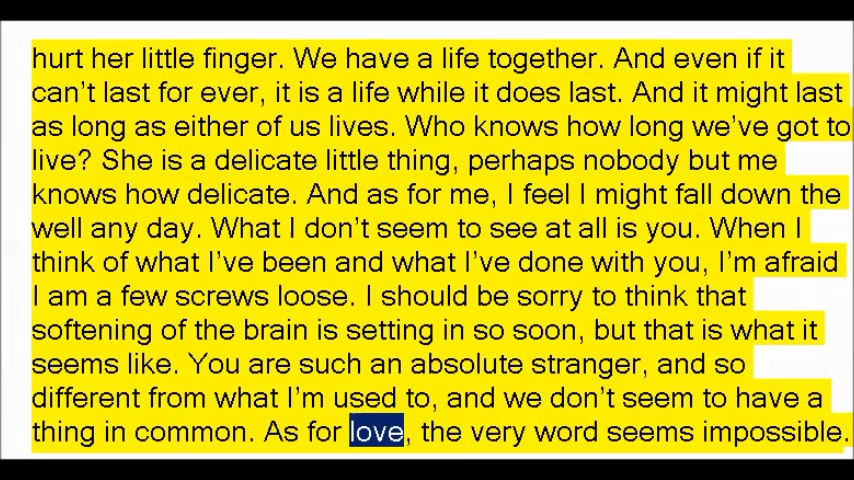 hurt her little finger. We have a life together. And even if it
can’t last for ever, it is a life while it does last. And it might last
as long as either of us lives. Who knows how long we’ve got to
live? She is a delicate little thing, perhaps nobody but me
knows how delicate. And as for me, I feel I might fall down the
well any day. What I don’t seem to see at all is you. When I
think of what I’ve been and what I’ve done with you, I’m afraid
I am a few screws loose. I should be sorry to think that
softening of the brain is setting in so soon, but that is what it
seems like. You are such an absolute stranger, and so
different from what I’m used to, and we don’t seem to have a
thing in common. As for love, the very word seems impossible.